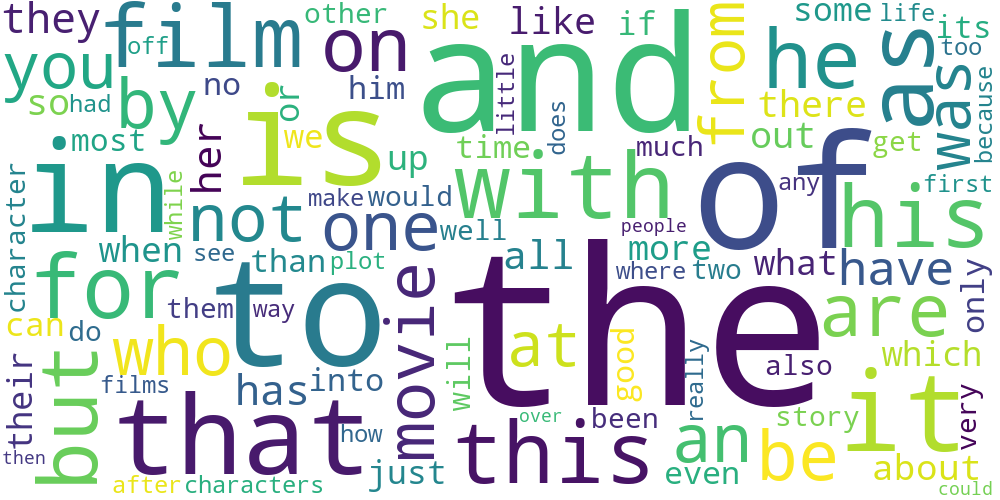 they
film
off
other
on
she
like
if
some
life
its
you
by
no
him
or
and
little
from
he
as
too
so
had
is
we
up
time
does
much
there
out
get
was
because
most
her
in
while
character
not
make
would
one
with
well
of
any
his
first
when
see
than
plot
all
people
more
where
two
what
have
only
for
them
way
to
movie
the
are
can
do
who
has
into
at
will
good
really
also
which
but
their
films
that
how
just
this
over
been
an
even
story
be
it
very
about
then
after
characters
could